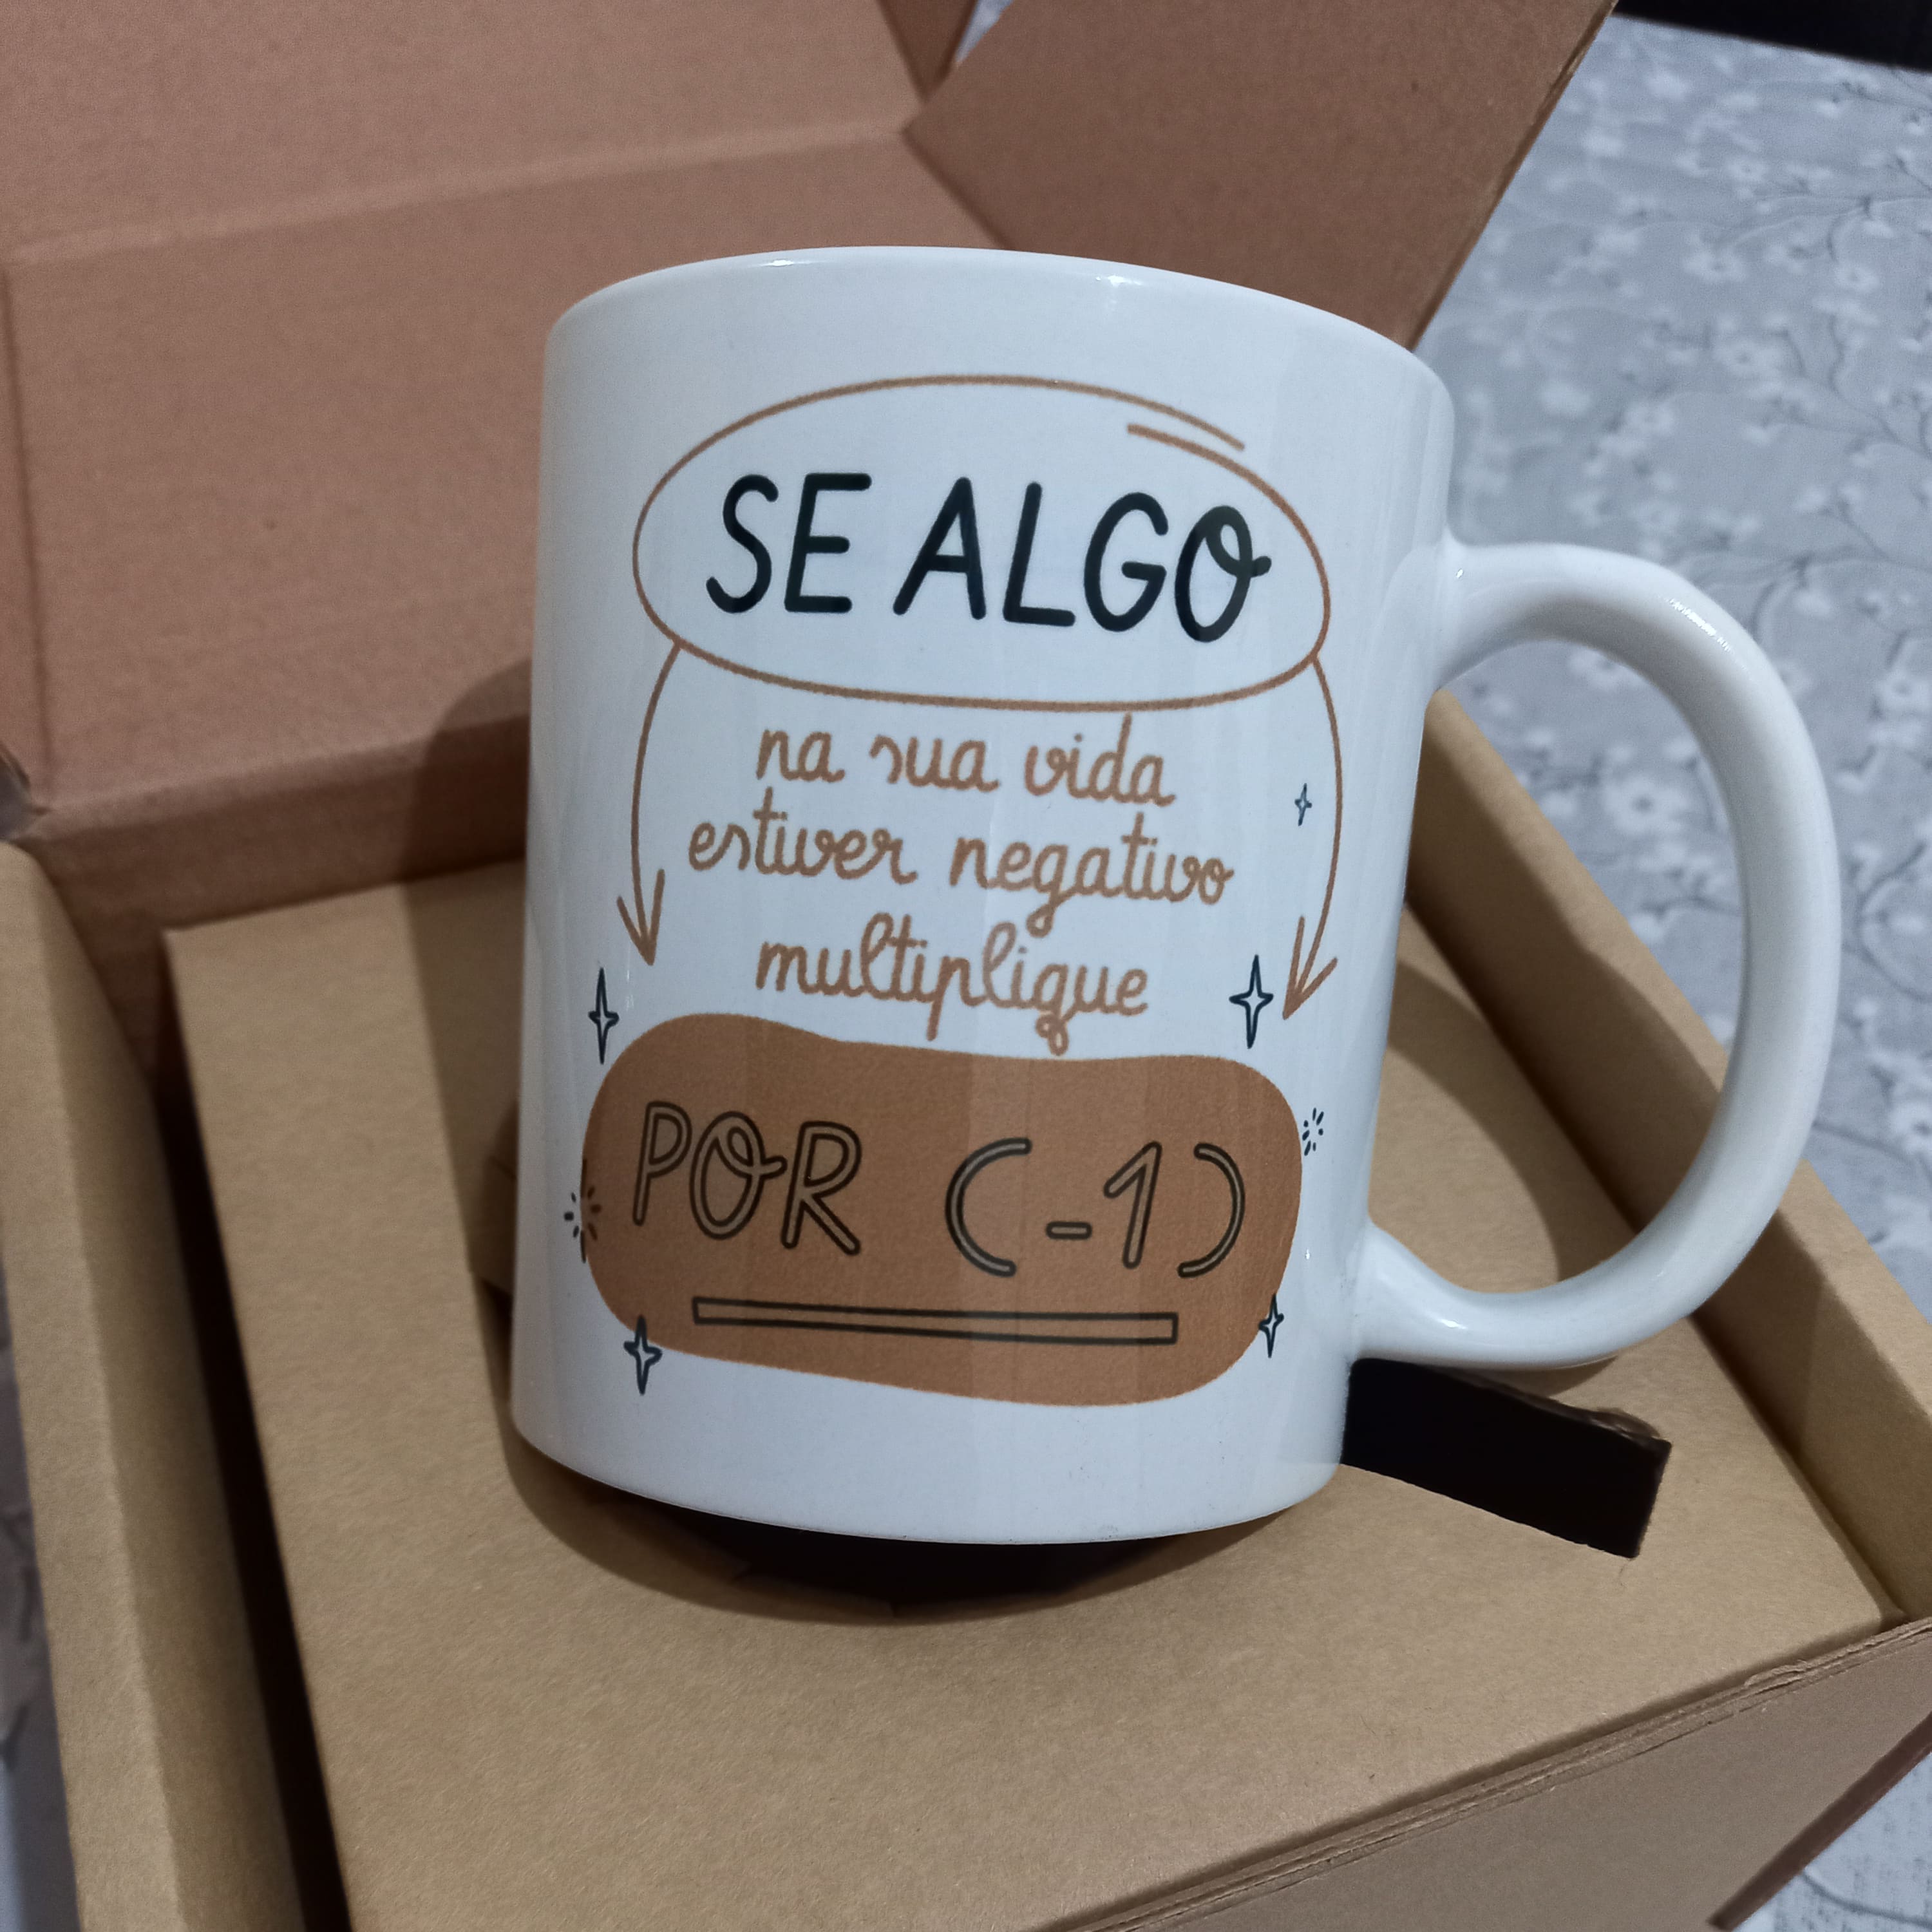 SE ALGO
na sua vida
estiver negativo
multiplique
POR (-1)